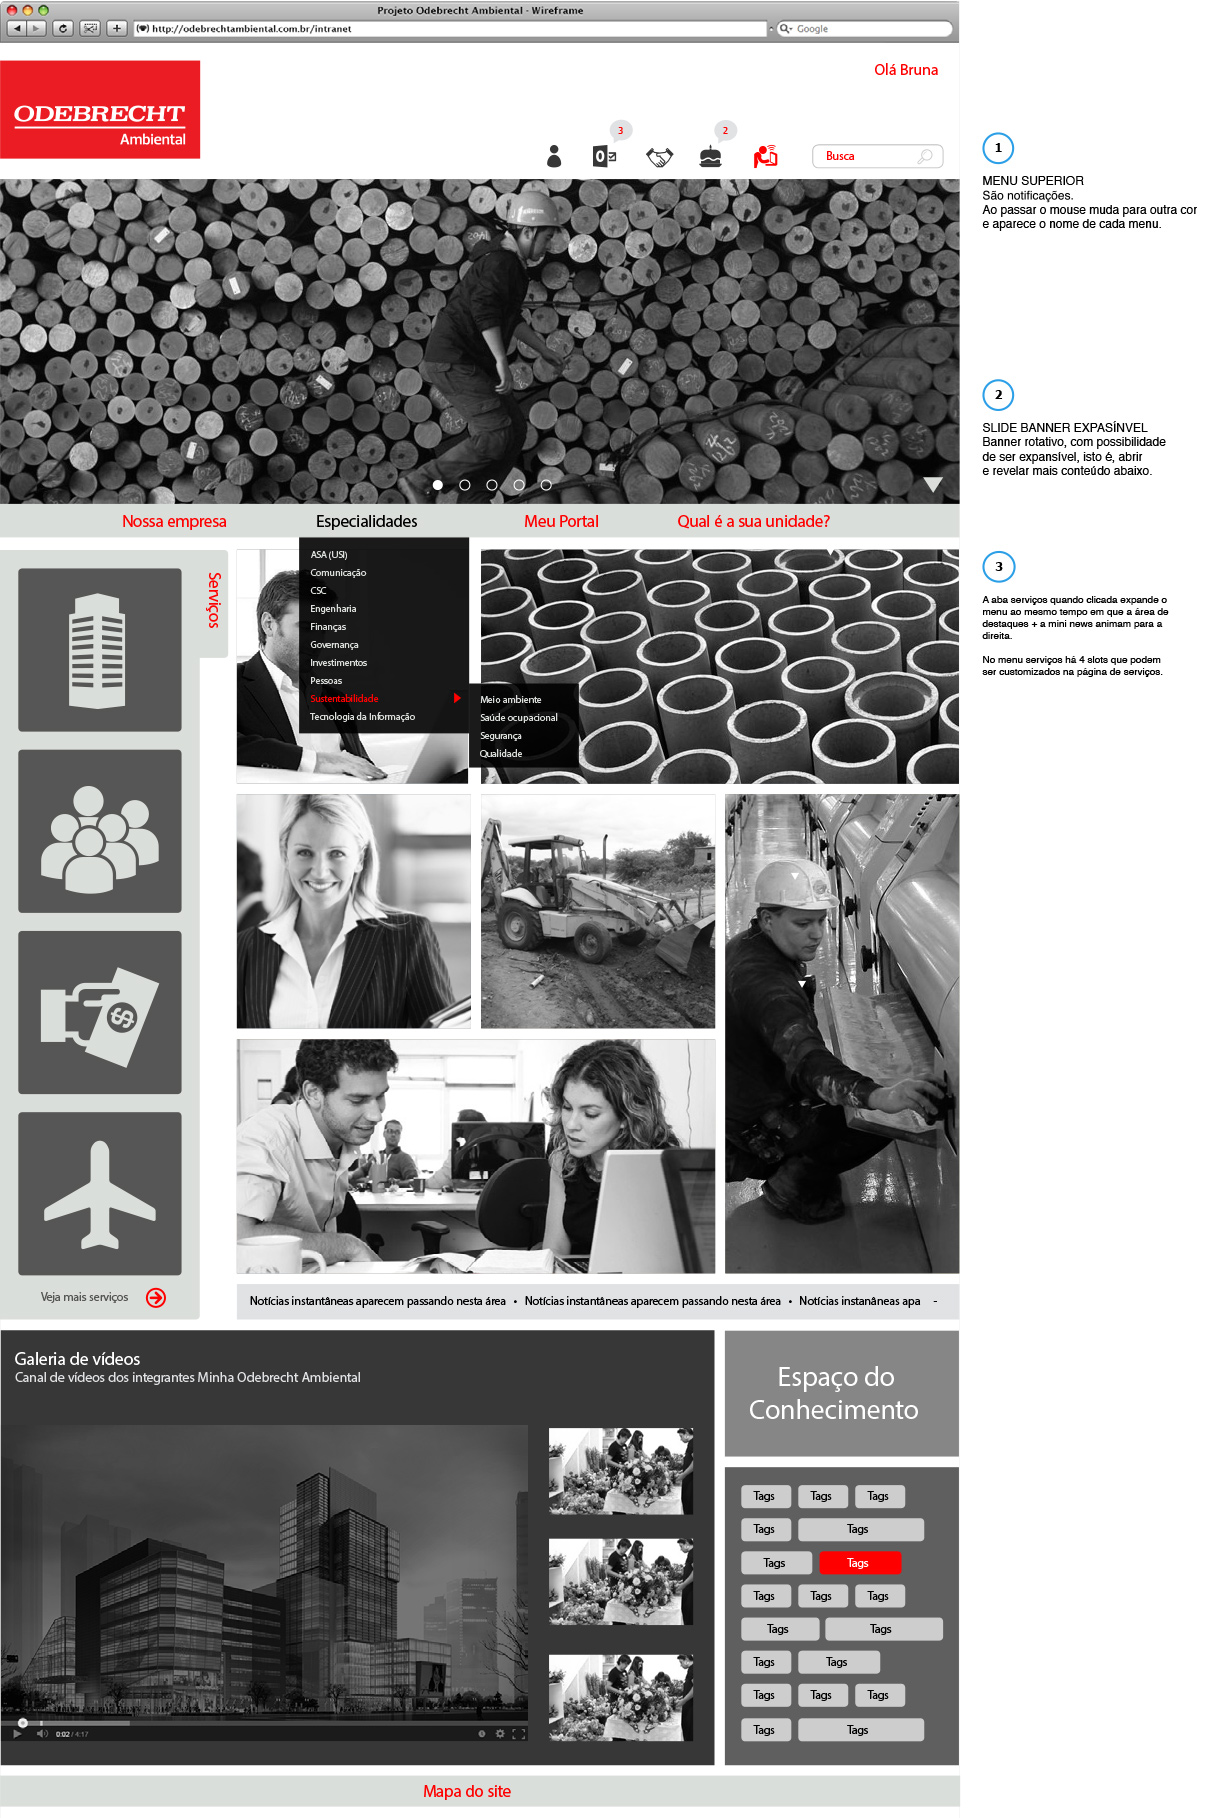 Projeto Odebrecht Ambiental - Wireframe
http://odebrechtambiental.com.br/intranet
Google
Olá Bruna
ODEBRECHT
Ambiental
3
2
Busca
1
MENU SUPERIOR
São notificações.
Ao passar o mouse muda para outra cor
e aparece o nome de cada menu.
2
SLIDE BANNER EXPASÍNVEL
Banner rotativo, com possibilidade
de ser expansível, isto é, abrir
e revelar mais conteúdo abaixo.
Nossa empresa
Especialidades
Meu Portal
Qual é a sua unidade?
3
A aba serviços quando clicada expande o
menu ao mesmo tempo em que a área de
destaques + a mini news animam para a
direita.
No menu serviços há 4 slots que podem
ser customizados na página de serviços.
Serviços
ASA (USI)
Comunicação
CSC
Engenharia
Finanças
Governança
Investimentos
Pessoas
Sustentabilidade
Tecnologia da Informação
Meio ambiente
Saúde ocupacional
Segurança
Qualidade
Veja mais serviços
Notícias instantâneas aparecem passando nesta área • Notícias instantâneas aparecem passando nesta área • Notícias instanâneas apa -
Galeria de vídeos
Canal de vídeos dos integrantes Minha Odebrecht Ambiental
Espaço do
Conhecimento
0:02 / 4:17
Tags Tags Tags
Tags Tags
Tags Tags
Tags Tags Tags
Tags Tags
Tags Tags
Tags Tags Tags
Tags Tags
Mapa do site